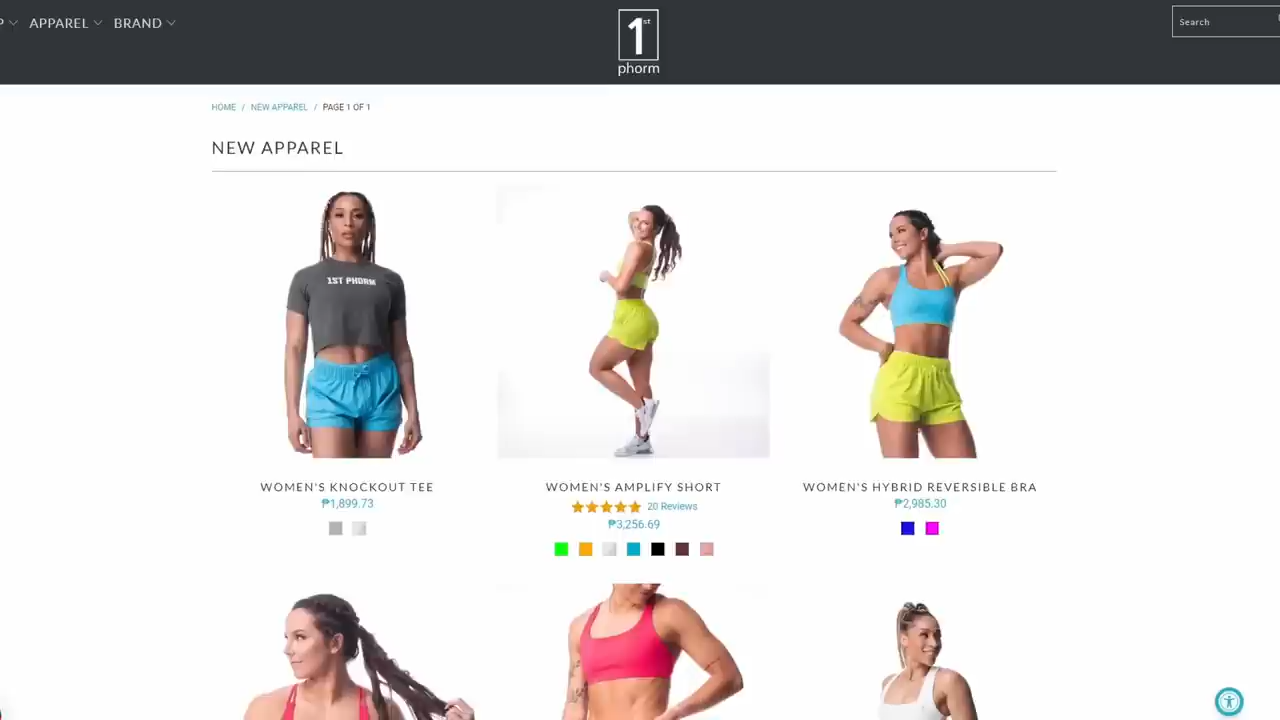 P APPAREL BRAND
1st
phorm
Search
HOME / NEW APPAREL / PAGE 1 OF 1
NEW APPAREL
1ST PHORM
WOMEN'S KNOCKOUT TEE
₱1,899.73
WOMEN'S AMPLIFY SHORT
20 Reviews
₱3,256.69
WOMEN'S HYBRID REVERSIBLE BRA
₱2,985.30